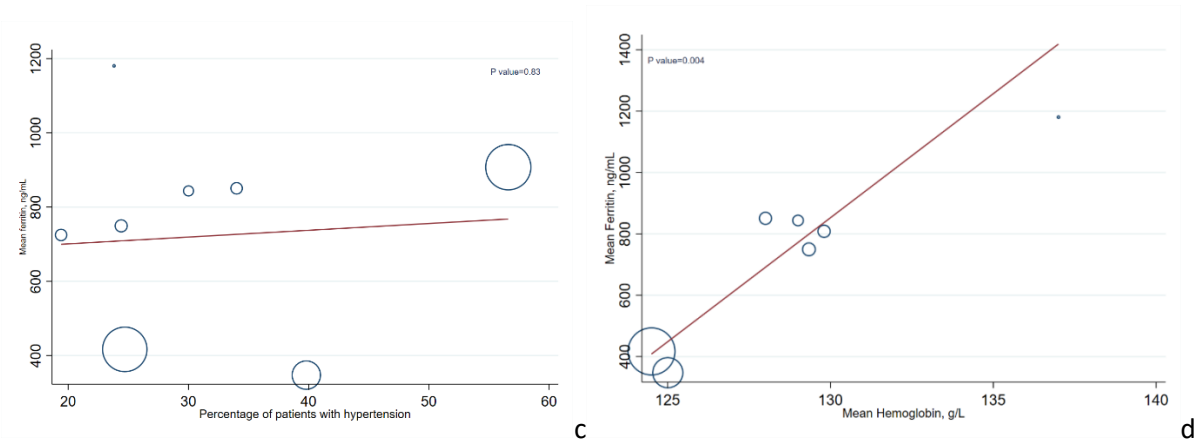 1200
1000
800
600
400
Mean ferritin, ng/mL
P value=0.83
20 30 40 50 60
Percentage of patients with hypertension
c
1400
1200
1000
800
600
400
Mean Ferritin, ng/mL
P value=0.004
125 130 135 140
Mean Hemoglobin, g/L
d